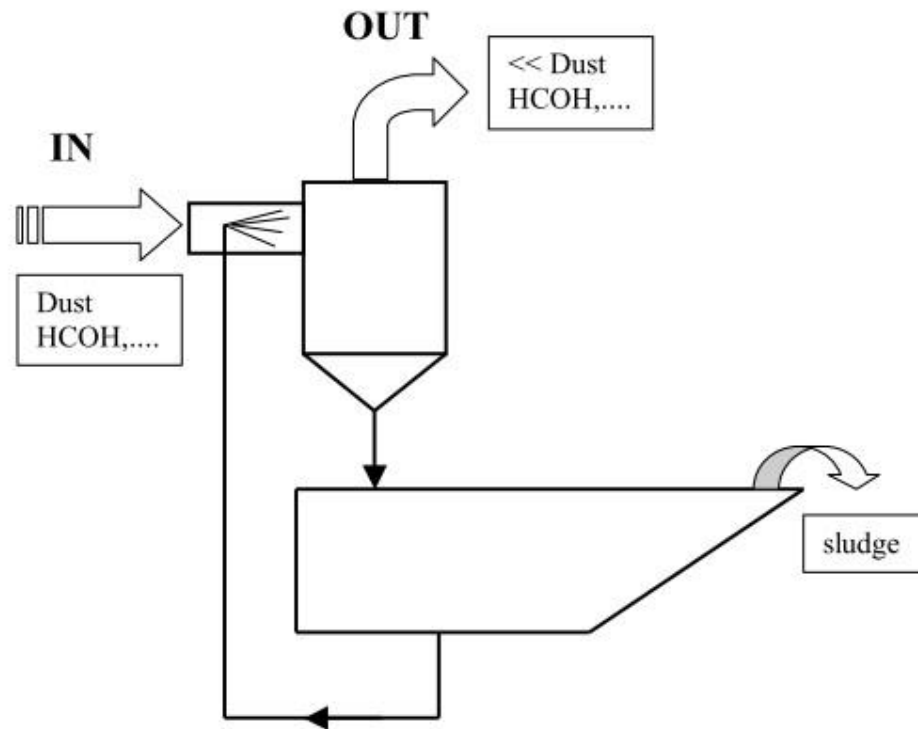 OUT
<< Dust
HCOH,....
IN
Dust
HCOH,....
sludge